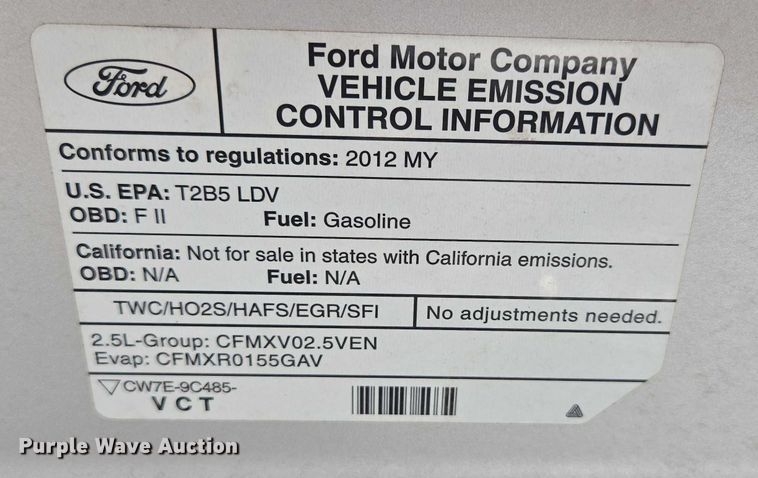 Ford
Ford Motor Company
VEHICLE EMISSION
CONTROL INFORMATION
Conforms to regulations: 2012 MY
U.S. EPA: T2B5 LDV
OBD: F II Fuel: Gasoline
California: Not for sale in states with California emissions.
OBD: N/A Fuel: N/A
TWC/HO2S/HAFS/EGR/SFI No adjustments needed.
2.5L-Group: CFMXV02.5VEN
Evap: CFMXR0155GAV
CW7E-9C485-
VCT
Purple Wave Auction